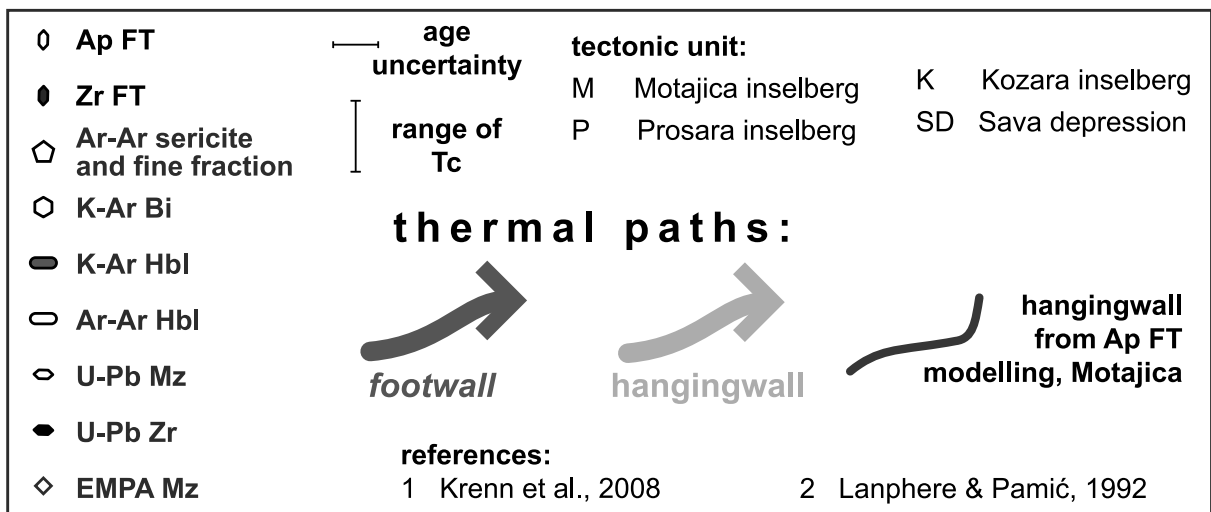 Ap FT
Zr FT
Ar-Ar sericite
and fine fraction
K-Ar Bi
K-Ar Hbl
Ar-Ar Hbl
U-Pb Mz
U-Pb Zr
EMPA Mz
age
uncertainty
range of
Tc
tectonic unit:
M Motajica inselberg
P Prosara inselberg
K Kozara inselberg
SD Sava depression
thermal paths:
footwall
hangingwall
hangingwall
from Ap FT
modelling, Motajica
references:
1 Krenn et al., 2008
2 Lanphere & Pamić, 1992